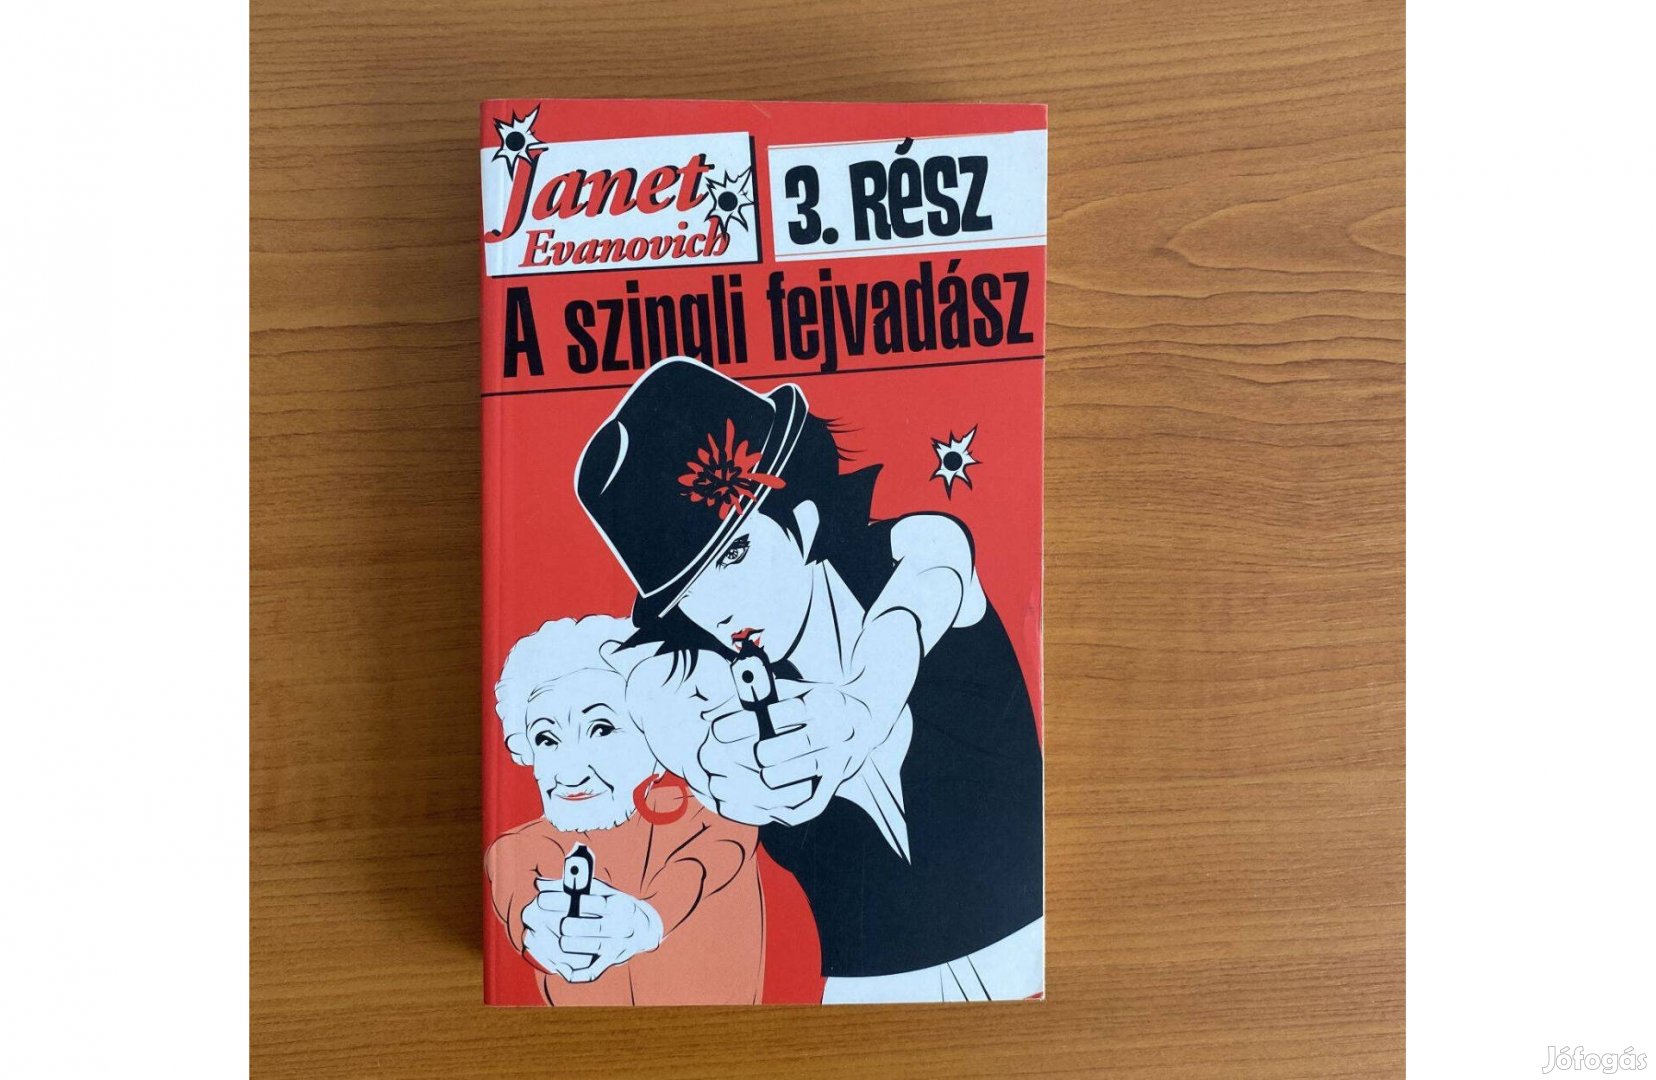 Janet
Evanovich
3. Rész
A szingli fejvadász
Jófogás